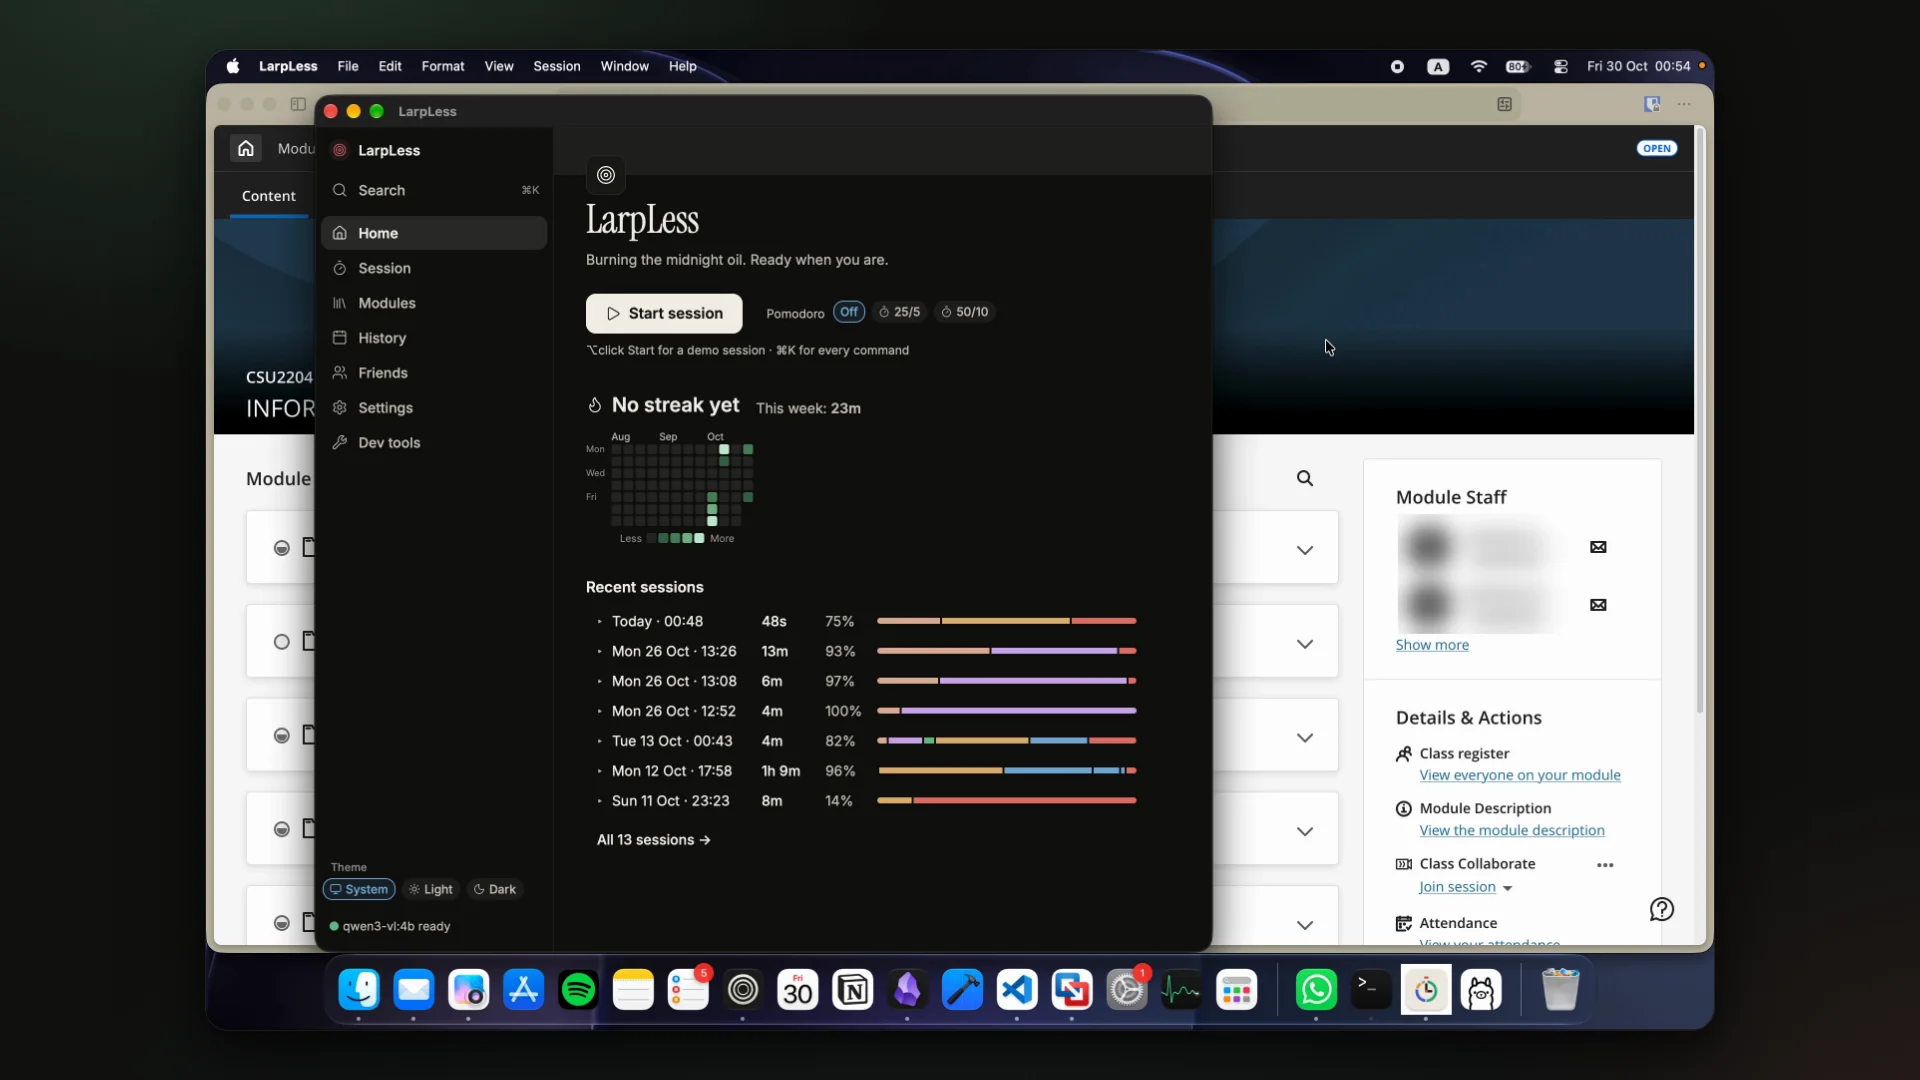 LarpLess File Edit Format View Session Window Help
A 80 Fri 30 Oct 00:54
LarpLess
LarpLess
Search ⌘K
Home
Session
Modules
History
Friends
Settings
Dev tools
Theme
System Light Dark
qwen3-vl:4b ready
LarpLess
Burning the midnight oil. Ready when you are.
Start session Pomodoro Off 25/5 50/10
⌥click Start for a demo session · ⌘K for every command
No streak yet This week: 23m
Aug Sep Oct
Mon
Wed
Fri
Less More
Recent sessions
Today · 00:48 48s 75%
Mon 26 Oct · 13:26 13m 93%
Mon 26 Oct · 13:08 6m 97%
Mon 26 Oct · 12:52 4m 100%
Tue 13 Oct · 00:43 4m 82%
Mon 12 Oct · 17:58 1h 9m 96%
Sun 11 Oct · 23:23 8m 14%
All 13 sessions →
Modu
OPEN
Content
CSU2204
INFOR
Module
Module Staff
Show more
Details & Actions
Class register
View everyone on your module
Module Description
View the module description
Class Collaborate
Join session
Attendance
View your attendance
5
Fri
30
1